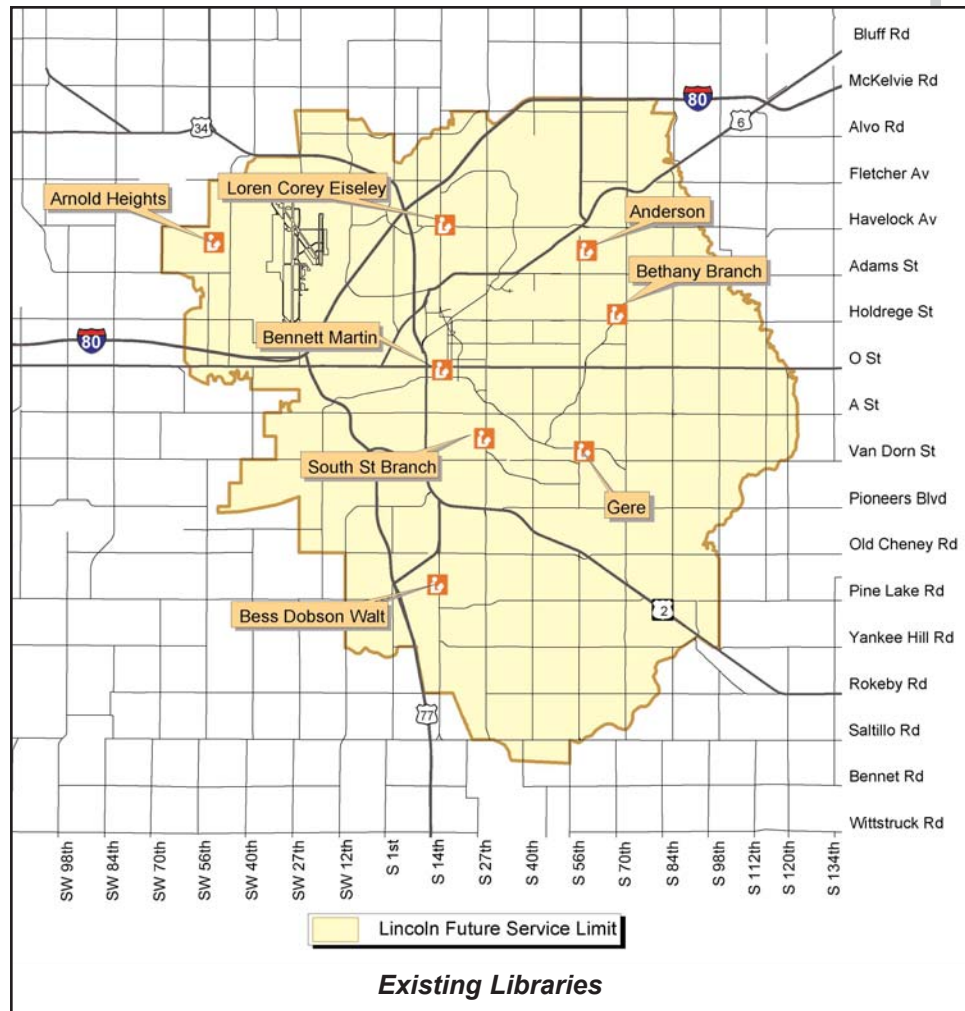 Bluff Rd
McKelvie Rd
80
6
34
Alvo Rd
Fletcher Av
Loren Corey Eiseley
Arnold Heights
Anderson
Havelock Av
Bethany Branch
Adams St
Holdrege St
Bennett Martin
80
O St
A St
South St Branch
Van Dorn St
Gere
Pioneers Blvd
Old Cheney Rd
Pine Lake Rd
Bess Dobson Walt
2
Yankee Hill Rd
Rokeby Rd
77
Saltillo Rd
Bennet Rd
Wittstruck Rd
SW 98th
SW 84th
SW 70th
SW 56th
SW 40th
SW 27th
SW 12th
S 1st
S 14th
S 27th
S 40th
S 56th
S 70th
S 84th
S 98th
S 112th
S 120th
S 134th
Lincoln Future Service Limit
Existing Libraries